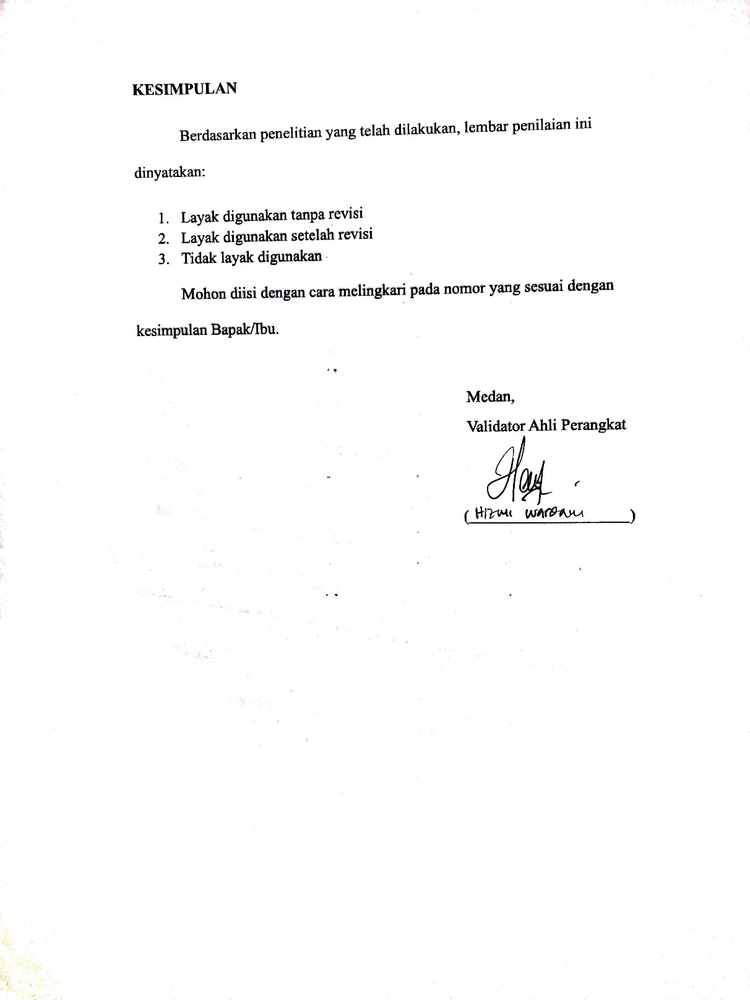 KESIMPULAN
Berdasarkan penelitian yang telah dilakukan, lembar penilaian ini
dinyatakan:
1. Layak digunakan tanpa revisi
2. Layak digunakan setelah revisi
3. Tidak layak digunakan
Mohon diisi dengan cara melingkari pada nomor yang sesuai dengan
kesimpulan Bapak/Ibu.
Medan,
Validator Ahli Perangkat
(Hizmi Wardani)